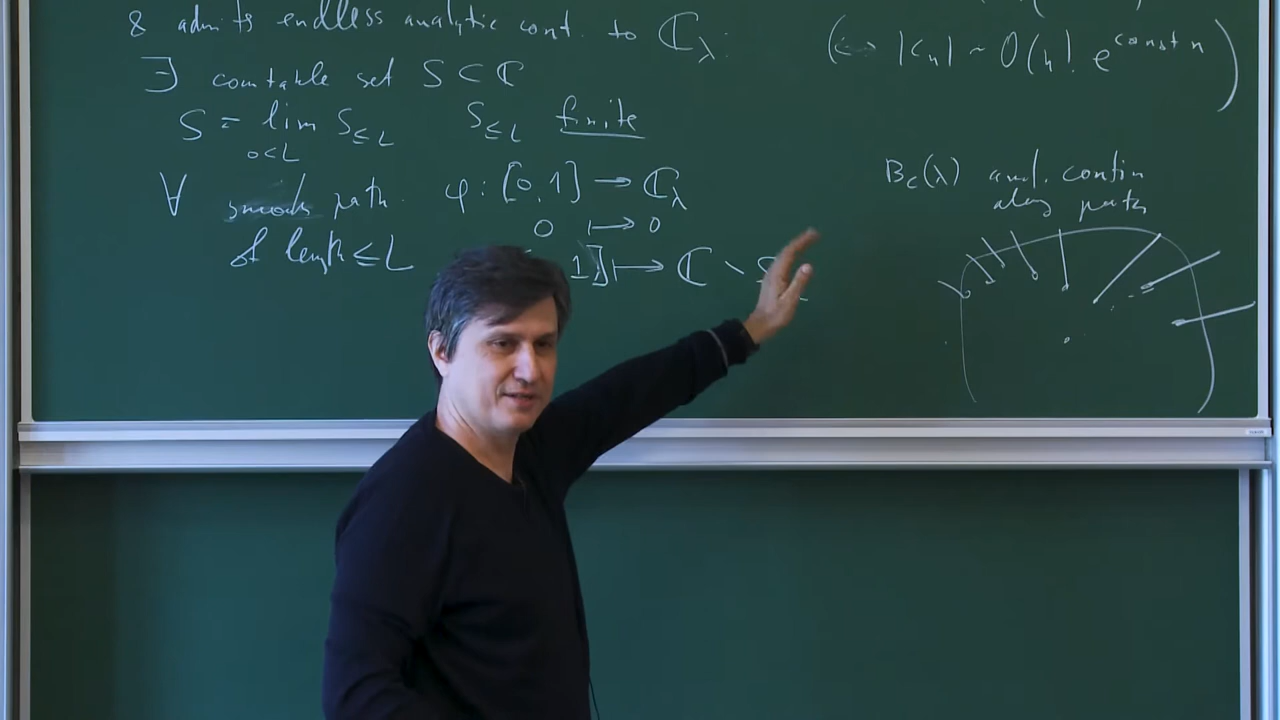 & admits endless analytic cont. to ℂ_λ:
∃ countable set S ⊂ ℂ
S = lim S_{≤L} S_{≤L} finite
0<L
∀ smooth path φ : [0,1] → ℂ_λ
0 ↦ 0
of length ≤ L 1] ↦ ℂ \ S
(↔ |c_n| ~ O(n! e^{const n})
B_c(λ) anal. contin
along paths